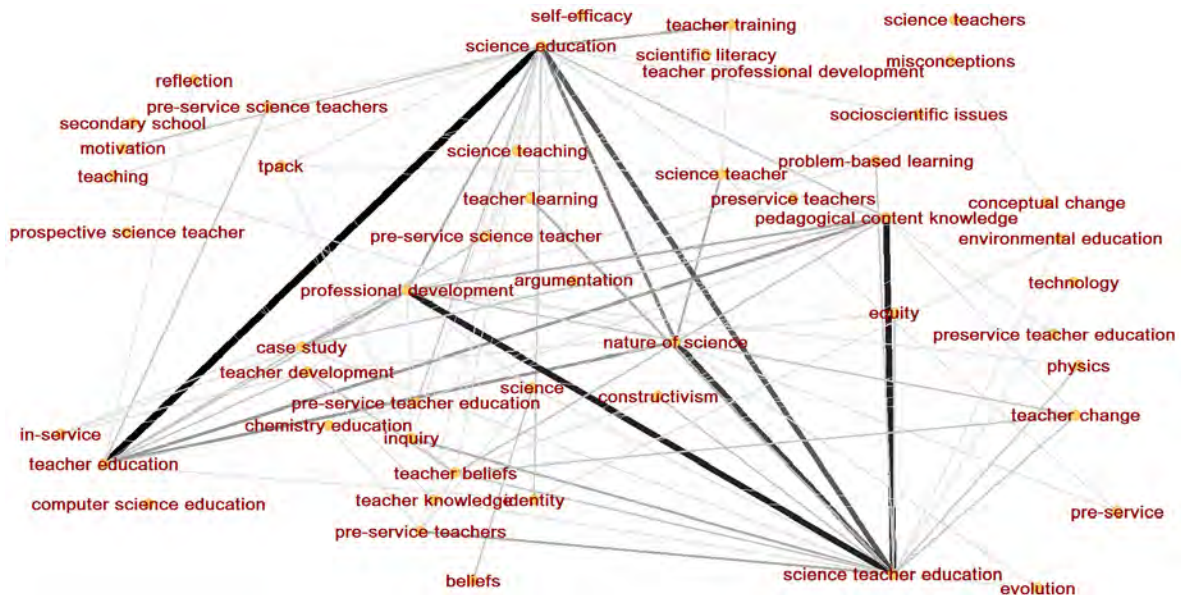 self-efficacy
teacher training
science teachers
science education
scientific literacy
misconceptions
teacher professional development
reflection
pre-service science teachers
socioscientific issues
secondary school
motivation
science teaching
problem-based learning
tpack
science teacher
teaching
teacher learning
preservice teachers
conceptual change
pedagogical content knowledge
prospective science teacher
pre-service science teacher
environmental education
argumentation
technology
professional development
equity
preservice teacher education
case study
nature of science
physics
teacher development
science
constructivism
pre-service teacher education
teacher change
chemistry education
in-service
inquiry
teacher education
teacher beliefs
computer science education
teacher knowledge
identity
pre-service
pre-service teachers
beliefs
science teacher education
evolution